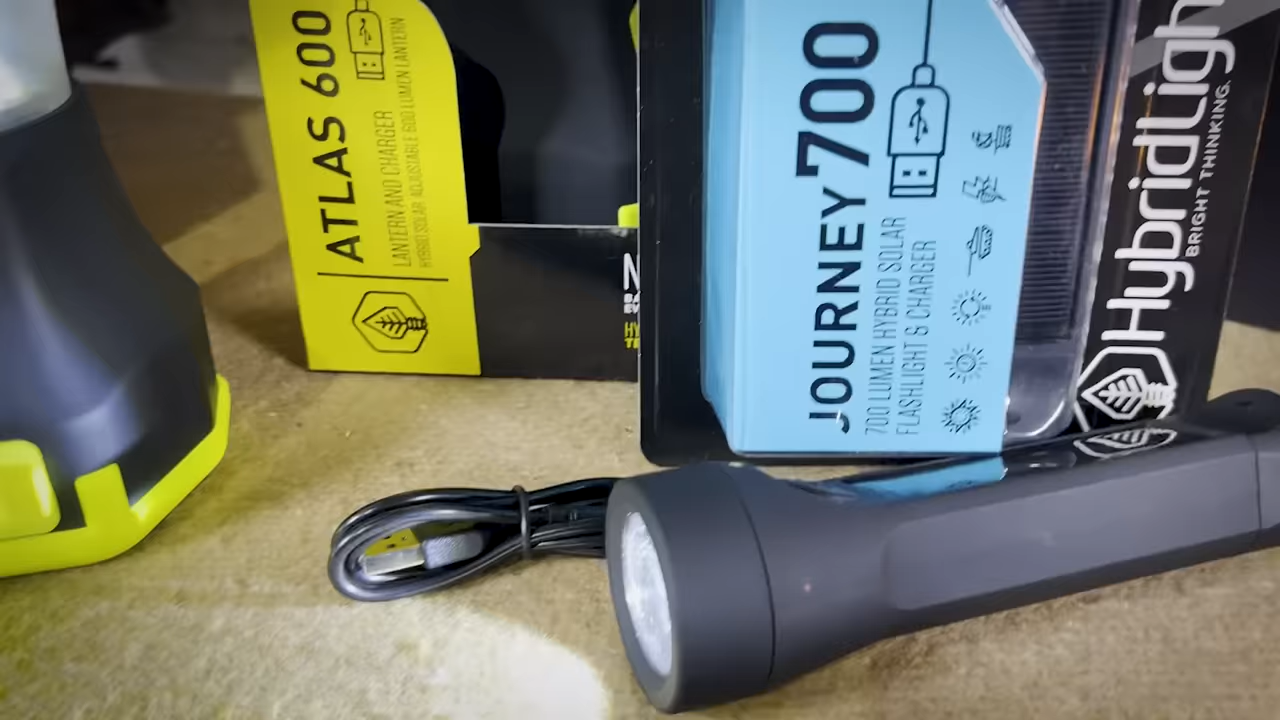 ATLAS 600
LANTERN AND CHARGER
HYBRID SOLAR ADJUSTABLE 600 LUMEN LANTERN
JOURNEY 700
700 LUMEN HYBRID SOLAR
FLASHLIGHT & CHARGER
HybridLigh
BRIGHT THINKING.